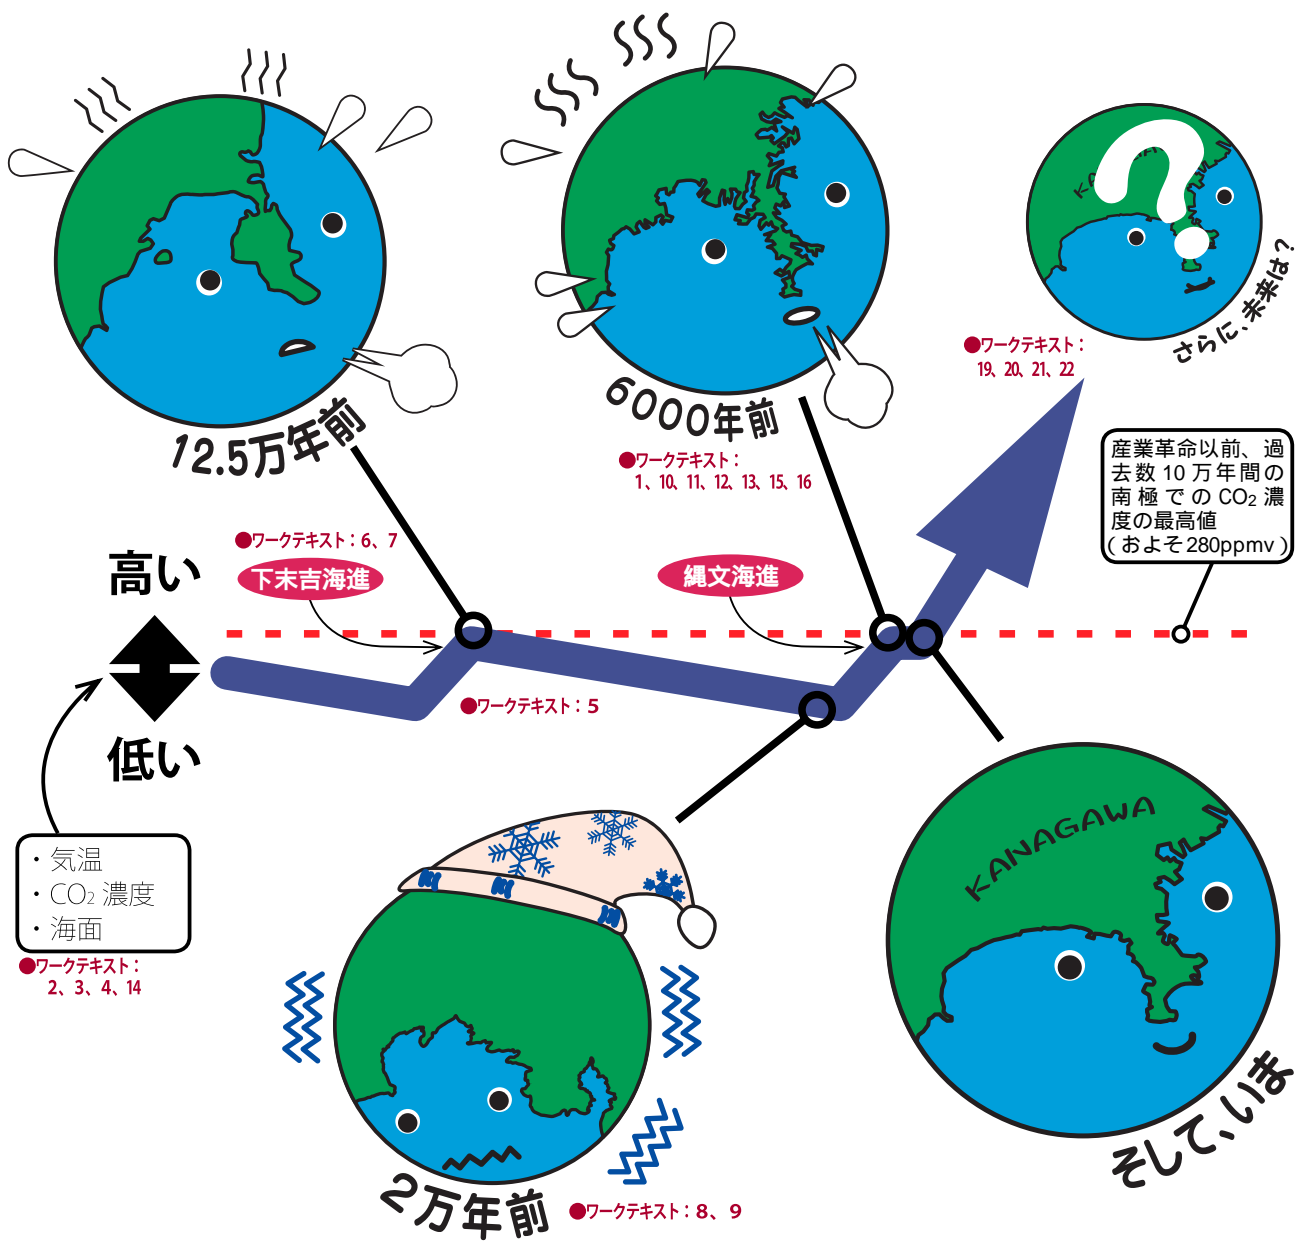 12.5万年前
6000年前
●ワークテキスト：
1、10、11、12、13、15、16
KANAGAWA
さらに、未来は？
●ワークテキスト：
19、20、21、22
産業革命以前、過
去数10万年間の
南極でのCO₂濃
度の最高値
（およそ280ppmv）
●ワークテキスト：6、7
下末吉海進
縄文海進
高い
低い
●ワークテキスト：5
・気温
・CO₂濃度
・海面
●ワークテキスト：
2、3、4、14
KANAGAWA
そして、いま
2万年前
●ワークテキスト：8、9